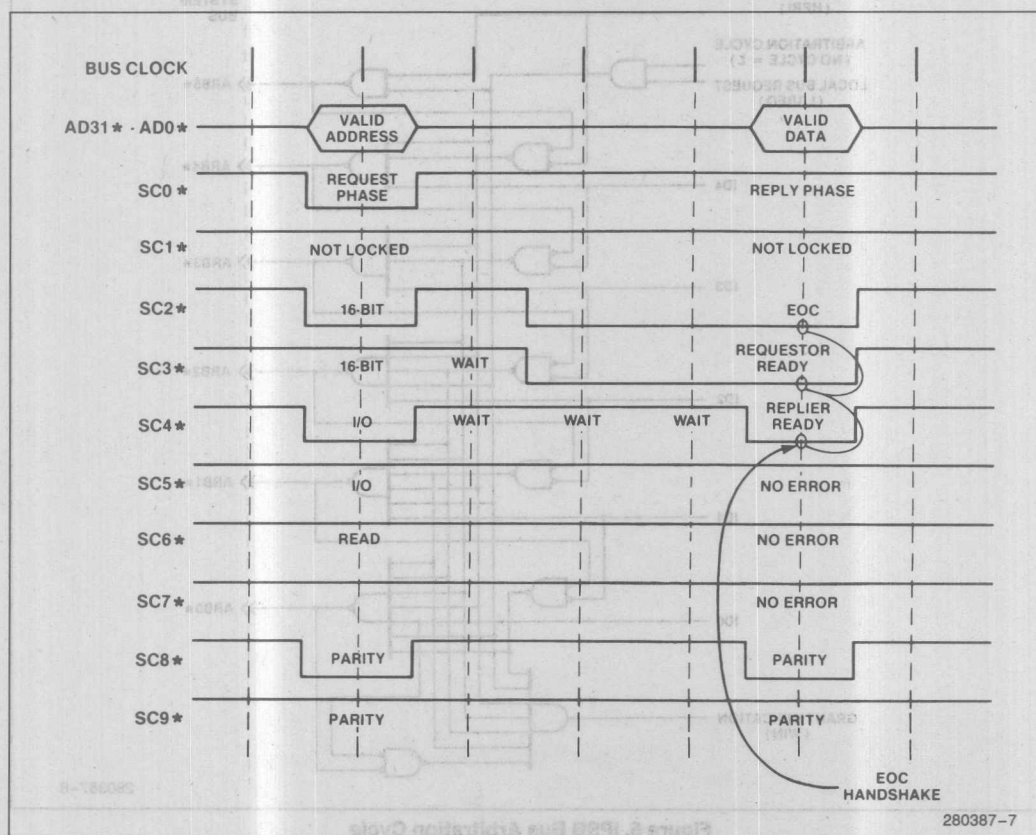 BUS CLOCK
AD31* - AD0*
VALID ADDRESS
VALID DATA
SC0*
REQUEST PHASE
REPLY PHASE
SC1*
NOT LOCKED
NOT LOCKED
SC2*
16-BIT
EOC
SC3*
16-BIT
WAIT
REQUESTOR READY
SC4*
I/O
WAIT
WAIT
WAIT
REPLIER READY
SC5*
I/O
NO ERROR
SC6*
READ
NO ERROR
SC7*
NO ERROR
SC8*
PARITY
PARITY
SC9*
PARITY
PARITY
EOC HANDSHAKE
280387-7